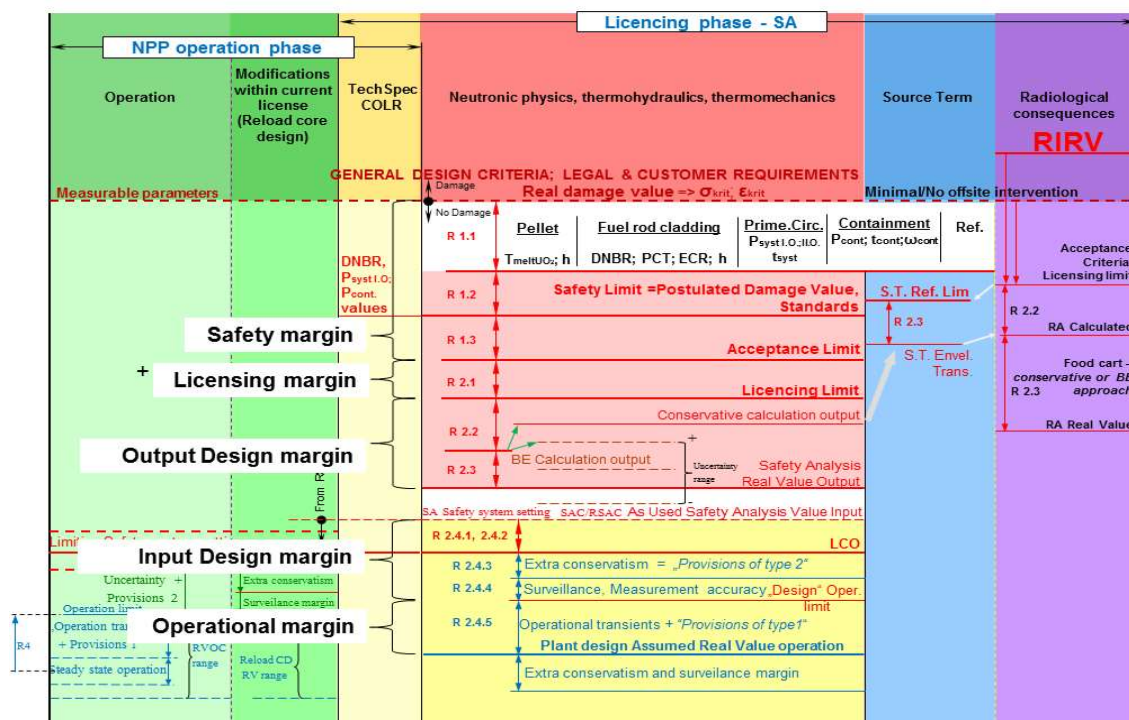 Licencing phase - SA
NPP operation phase
Operation
Modifications
within current
license
(Reload core
design)
Tech Spec
COLR
Neutronic physics, thermohydraulics, thermomechanics
Source Term
Radiological
consequences
RIRV
GENERAL DESIGN CRITERIA; LEGAL & CUSTOMER REQUIREMENTS
Damage
Measurable parameters
Real damage value => σkrit; εkrit
Minimal/No offsite intervention
No Damage
R 1.1
Pellet
TmeltUO₂; h
Fuel rod cladding
DNBR; PCT; ECR; h
Prime.Circ.
Psyst I.O.;II.O.
tsyst
Containment
Pcont; tcont; ωcont
Ref.
Acceptance
Criteria
Licensing limit
DNBR,
Psyst I.O;
Pcont.
values
R 1.2
Safety Limit =Postulated Damage Value,
Standards
S.T. Ref. Lim
R 2.2
R 2.3
RA Calculated
Safety margin
R 1.3
Acceptance Limit
S.T. Envel.
Trans.
+
Licensing margin
R 2.1
Licencing Limit
Food cart –
conservative or BE
approach
R 2.3
Conservative calculation output
RA Real Value
R 2.2
Output Design margin
BE Calculation output
+
-
Uncertainty
range
R 2.3
Safety Analysis
Real Value Output
SA Safety system setting
SAC/RSAC
As Used Safety Analysis Value Input
R 2.4.1, 2.4.2
LCO
Input Design margin
R 2.4.3
Extra conservatism = „Provisions of type 2“
Uncertainty +
Provisions 2
Extra conservatism
R 2.4.4
Surveillance, Measurement accuracy
„Design“ Oper.
limit
Surveilance margin
Operation limit
Operational margin
R4
+ Provisions 1
R 2.4.5
Operational transients + “Provisions of type1“
Plant design Assumed Real Value operation
RVOC
range
Steady state operation
Reload CD
RV range
Extra conservatism and surveilance margin